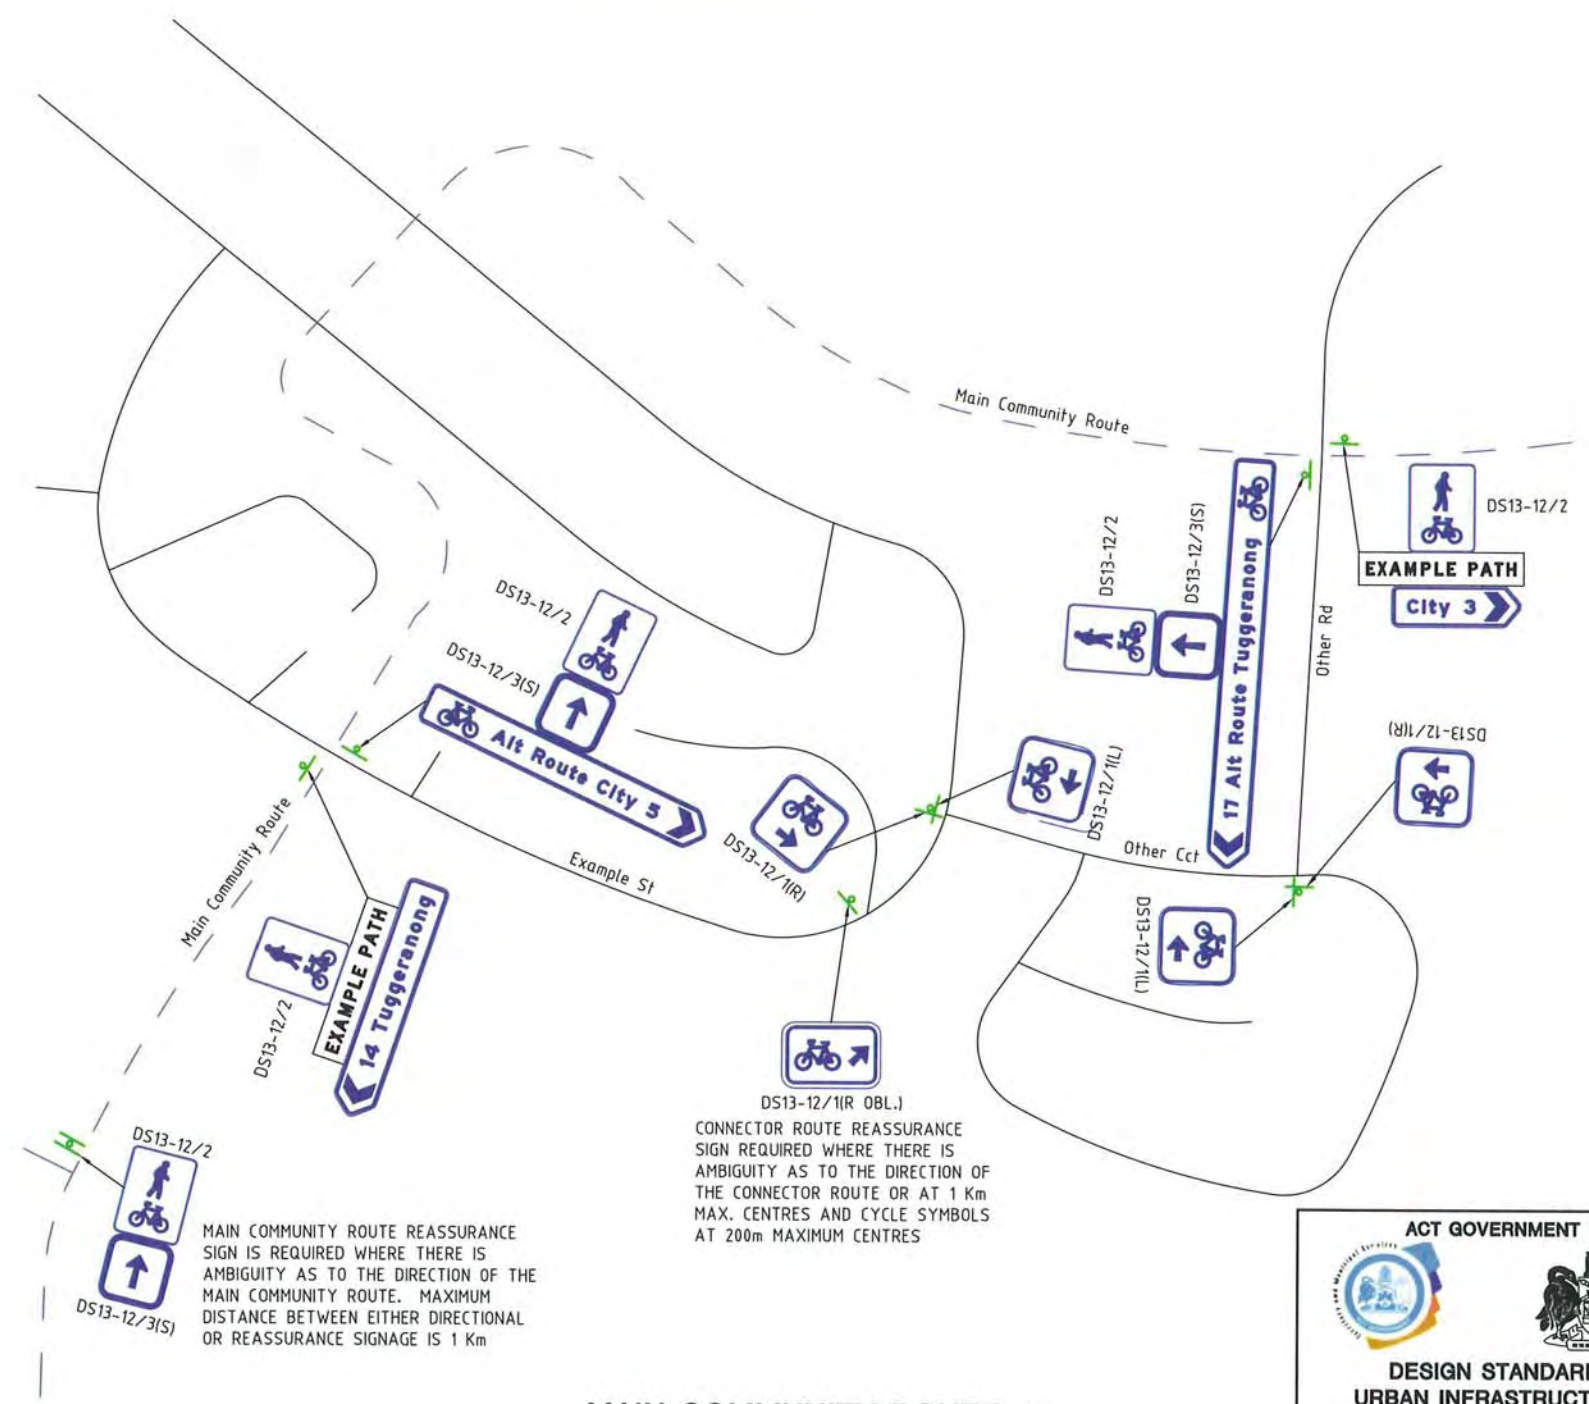 Main Community Route
DS13-12/2
DS13-12/3(S)
17 Alt Route Tuggeranong
DS13-12/2
EXAMPLE PATH
City 3
Other Rd
DS13-12/2
DS13-12/3(S)
Alt Route City 5
DS13-12/1(R)
DS13-12/1(L)
DS13-12/1(R)
Other Cct
Example St
DS13-12/1(L)
Main Community Route
EXAMPLE PATH
14 Tuggeranong
DS13-12/2
DS13-12/1(R OBL.)
CONNECTOR ROUTE REASSURANCE
SIGN REQUIRED WHERE THERE IS
AMBIGUITY AS TO THE DIRECTION OF
THE CONNECTOR ROUTE OR AT 1 Km
MAX. CENTRES AND CYCLE SYMBOLS
AT 200m MAXIMUM CENTRES
DS13-12/2
DS13-12/3(S)
MAIN COMMUNITY ROUTE REASSURANCE
SIGN IS REQUIRED WHERE THERE IS
AMBIGUITY AS TO THE DIRECTION OF THE
MAIN COMMUNITY ROUTE. MAXIMUM
DISTANCE BETWEEN EITHER DIRECTIONAL
OR REASSURANCE SIGNAGE IS 1 Km
ACT GOVERNMENT
DESIGN STANDAR
URBAN INFRASTRUCT